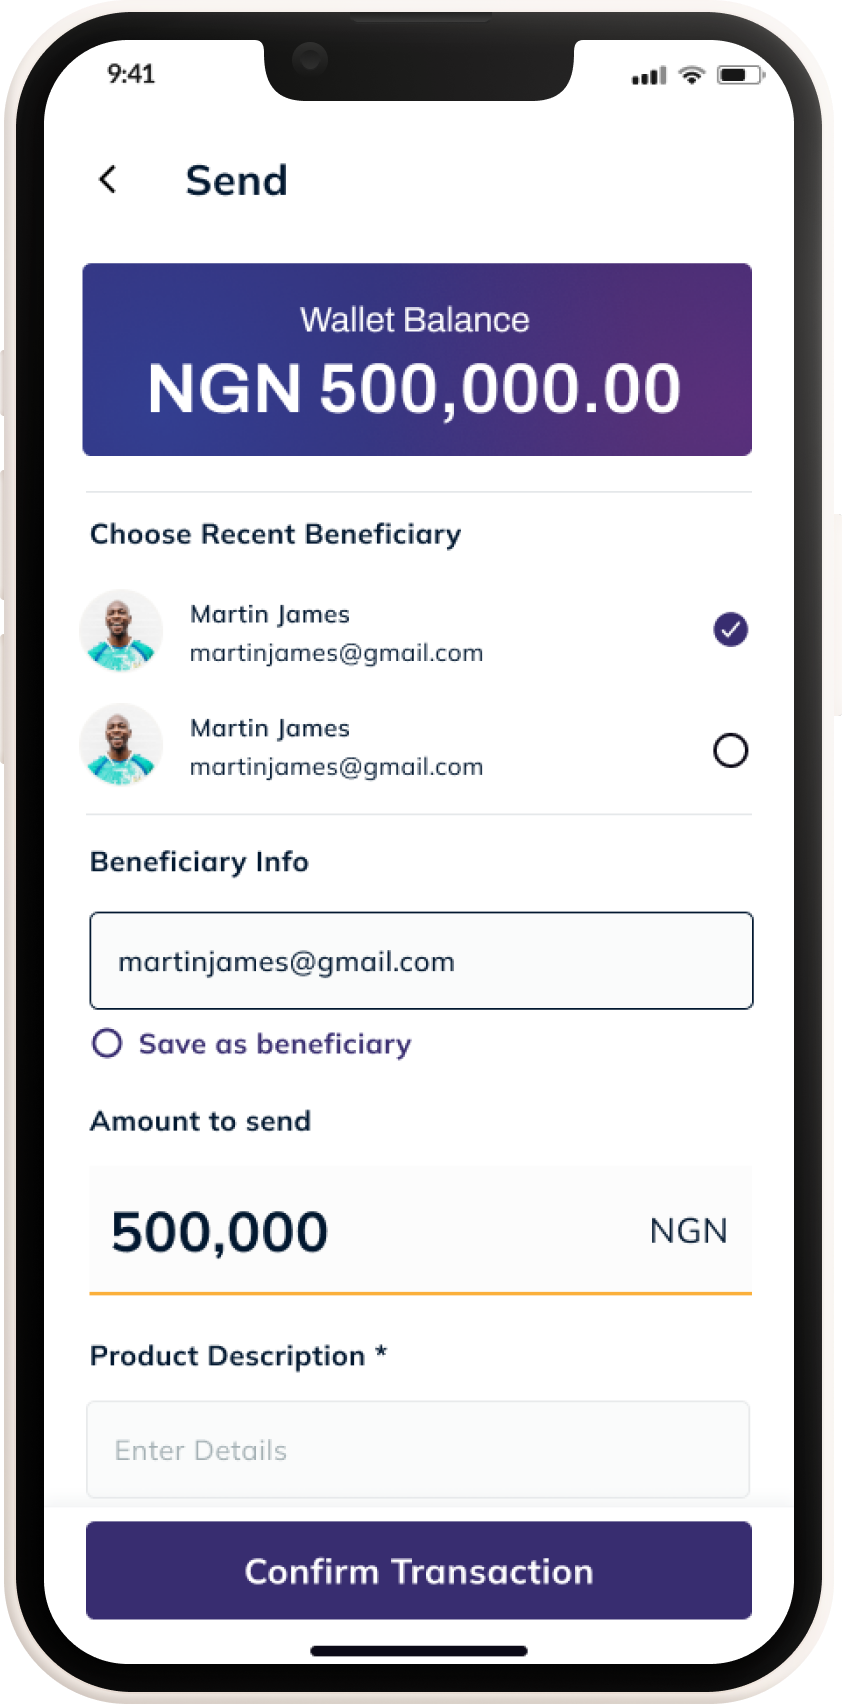 9:41
Send
Wallet Balance
NGN 500,000.00
Choose Recent Beneficiary
Martin James
martinjames@gmail.com
Martin James
martinjames@gmail.com
Beneficiary Info
martinjames@gmail.com
Save as beneficiary
Amount to send
500,000 NGN
Product Description *
Enter Details
Confirm Transaction